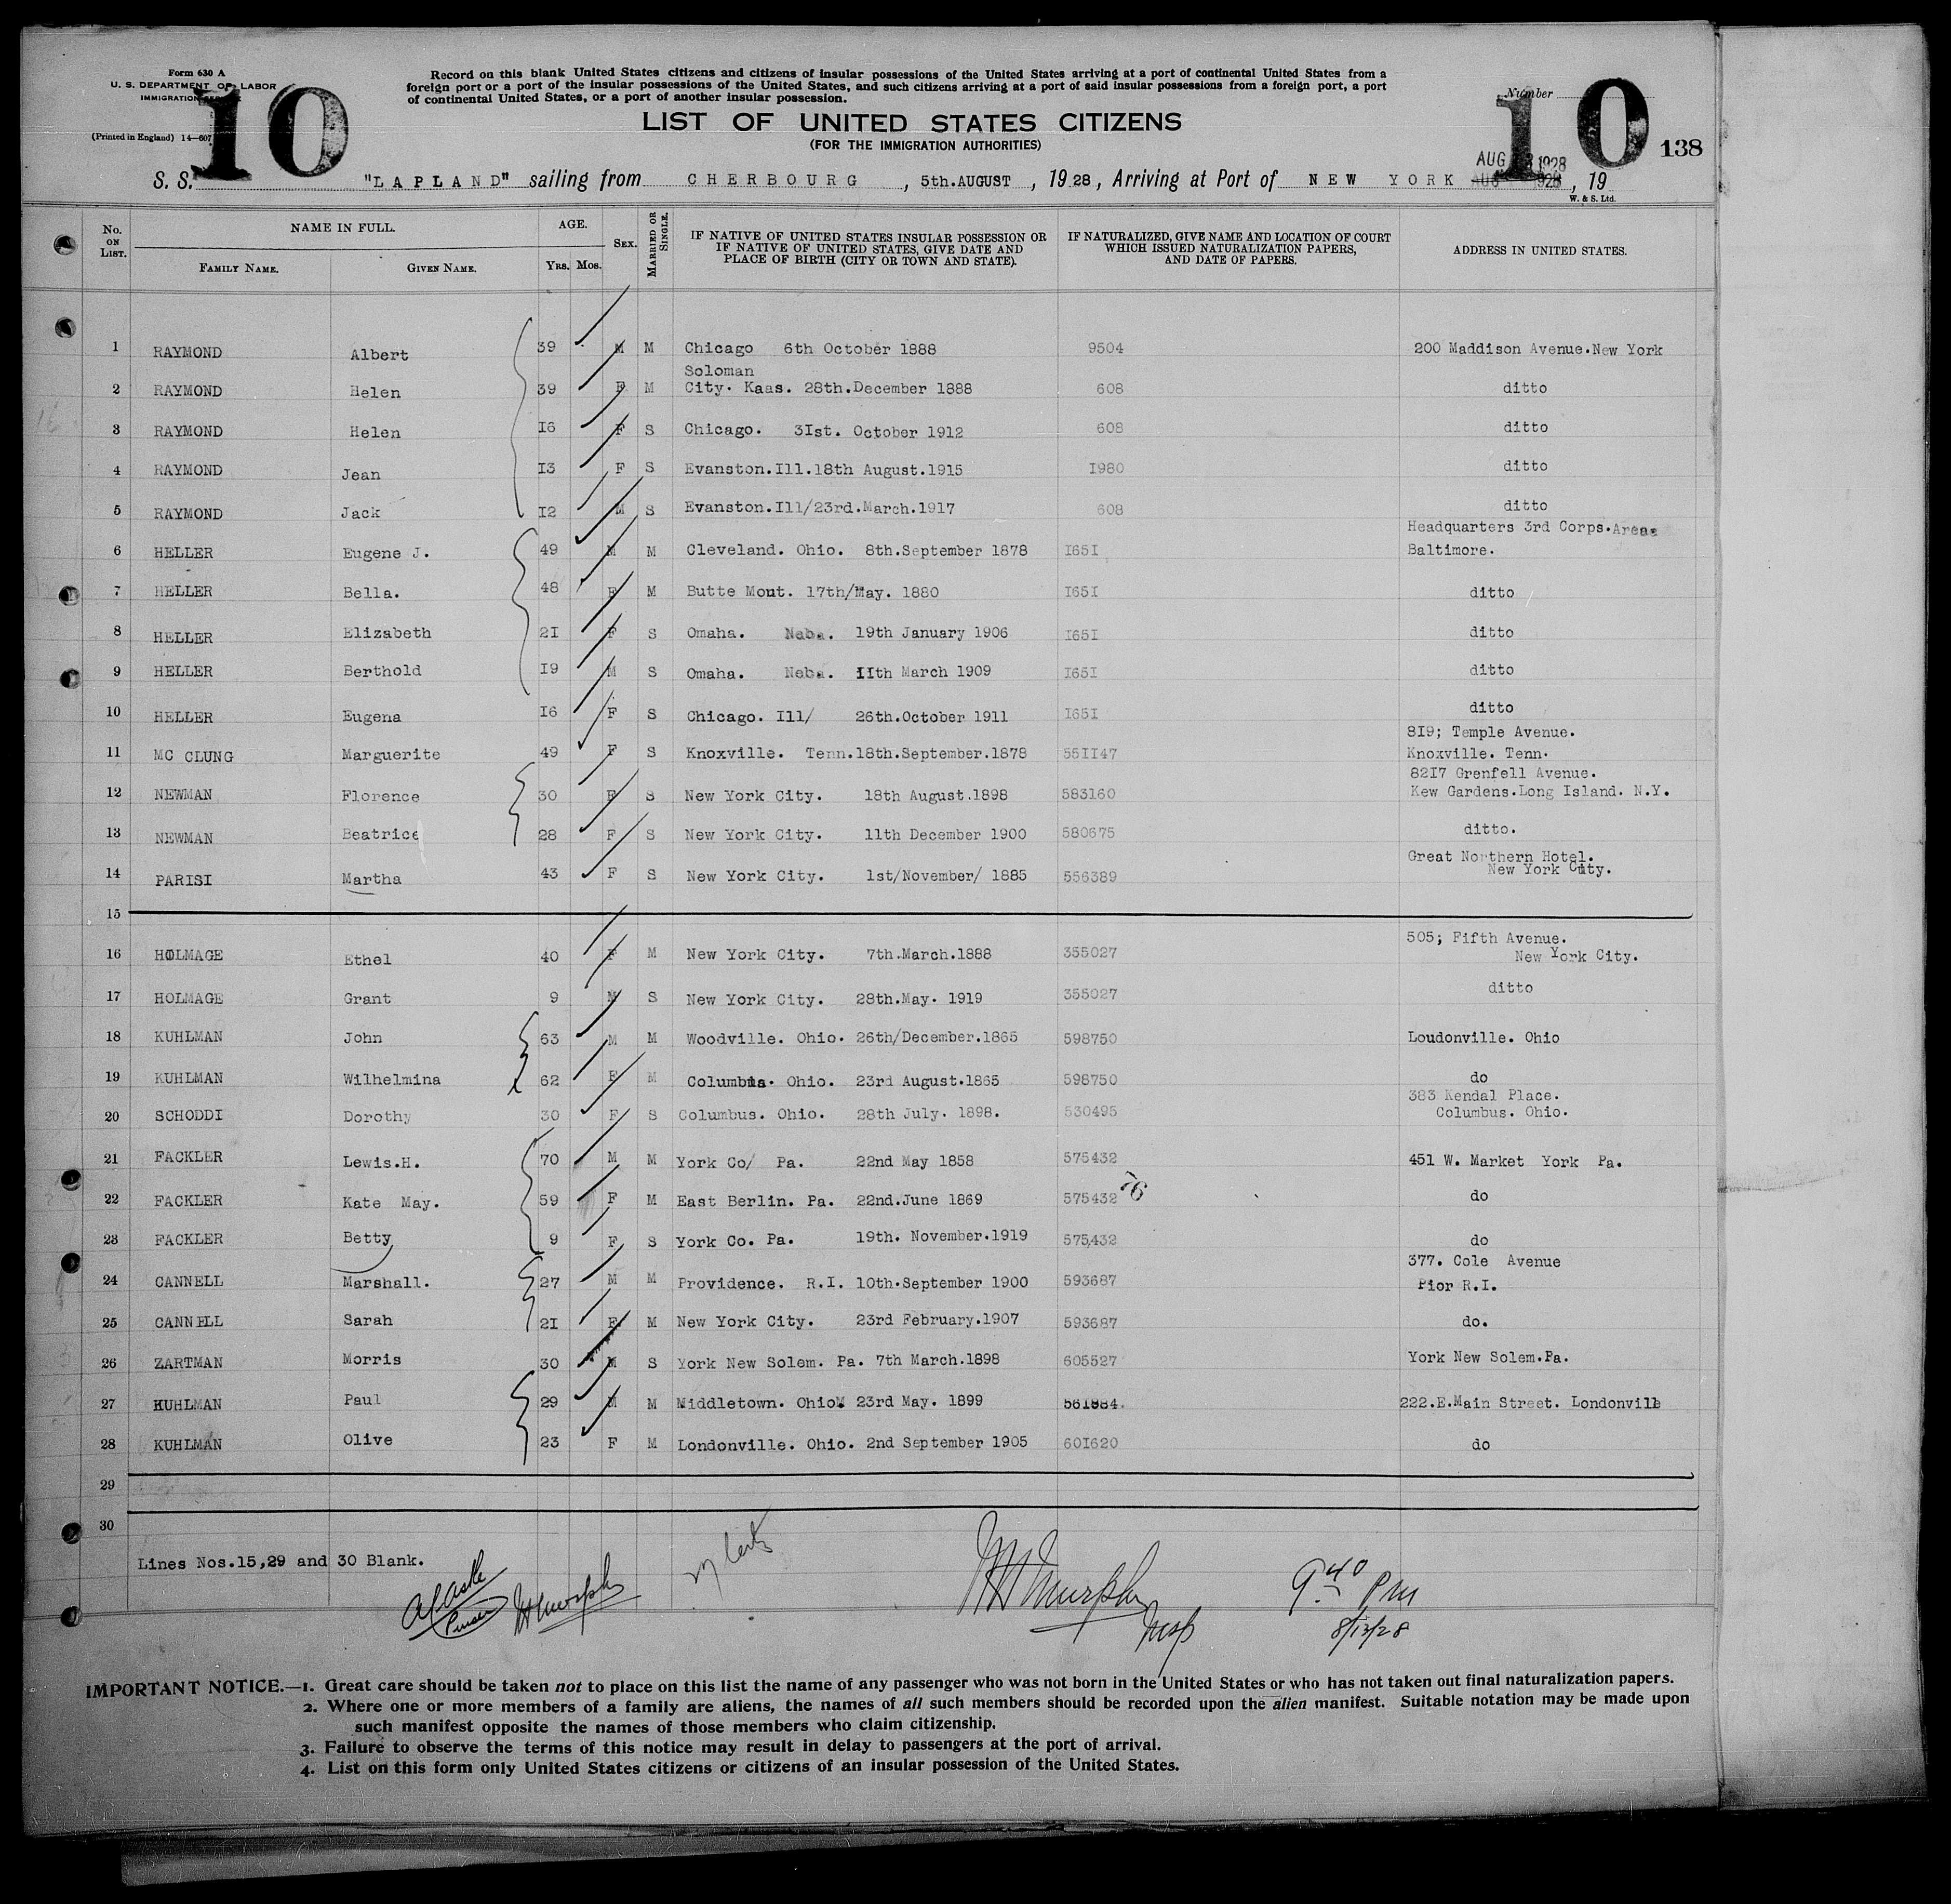 Form 630 A
U. S. DEPARTMENT OF LABOR
IMMIGRATION
(Printed in England) 14—607
10
Record on this blank United States citizens and citizens of insular possessions of the United States arriving at a port of continental United States from a
foreign port or a port of the insular possessions of the United States, and such citizens arriving at a port of said insular possessions from a foreign port, a port
of continental United States, or a port of another insular possession.
LIST OF UNITED STATES CITIZENS
(FOR THE IMMIGRATION AUTHORITIES)
Number
10
138
S. S. "LAPLAND" sailing from CHERBOURG, 5th.AUGUST, 1928, Arriving at Port of NEW YORK AUG 13 1928, 19
W. & S. Ltd.
No. ON LIST. NAME IN FULL. FAMILY NAME. GIVEN NAME. AGE. YRS. MOS. SEX. MARRIED OR SINGLE. IF NATIVE OF UNITED STATES INSULAR POSSESSION OR IF NATIVE OF UNITED STATES, GIVE DATE AND PLACE OF BIRTH (CITY OR TOWN AND STATE). IF NATURALIZED, GIVE NAME AND LOCATION OF COURT WHICH ISSUED NATURALIZATION PAPERS, AND DATE OF PAPERS. ADDRESS IN UNITED STATES.
1 RAYMOND Albert 39 M M Chicago 6th October 1888 9504 200 Maddison Avenue.New York
Soloman
2 RAYMOND Helen 39 F M City. Kaas. 28th.December 1888 608 ditto
3 RAYMOND Helen I6 F S Chicago. 3Ist. October 1912 608 ditto
4 RAYMOND Jean I3 F S Evanston.Ill.18th August.1915 I980 ditto
5 RAYMOND Jack I2 M S Evanston.Ill/23rd.March.1917 608 ditto
Headquarters 3rd Corps.Area.
6 HELLER Eugene J. 49 M M Cleveland. Ohio. 8th.September 1878 I65I Baltimore.
7 HELLER Bella. 48 F M Butte Mont. 17th/May. 1880 I65I ditto
8 HELLER Elizabeth 2I F S Omaha. Neba. 19th January 1906 I65I ditto
9 HELLER Berthold I9 M S Omaha. Neba. IIth March 1909 I65I ditto
10 HELLER Eugena I6 F S Chicago. Ill/ 26th.October 1911 I65I ditto
8I9; Temple Avenue.
11 MC CLUNG Marguerite 49 F S Knoxville. Tenn.18th.September.1878 55II47 Knoxville. Tenn.
82I7 Grenfell Avenue.
12 NEWMAN Florence 30 F S New York City. 18th August.1898 583160 Kew Gardens.Long Island. N.Y.
13 NEWMAN Beatrice 28 F S New York City. 11th December 1900 580675 ditto.
Great Northern Hotel.
14 PARISI Martha 43 F S New York City. 1st/November/ 1885 556389 New York City.
15
505; Fifth Avenue.
16 HOLMAGE Ethel 40 F M New York City. 7th.March.1888 355027 New York City.
17 HOLMAGE Grant 9 M S New York City. 28th.May. 1919 355027 ditto
18 KUHLMAN John 63 M M Woodville. Ohio. 26th/December.1865 598750 Loudonville. Ohio
19 KUHLMAN Wilhelmina 62 F M Ohio. 23rd August.1865 598750 do
383 Kendal Place.
20 SCHODDI Dorothy 30 F S Columbus. Ohio. 28th July. 1898. 530495 Columbus. Ohio.
21 FACKLER Lewis.H. 70 M M York Co/ Pa. 22nd May 1858 575432 451 W. Market York Pa.
22 FACKLER Kate May. 59 F M East Berlin. Pa. 22nd.June 1869 575432 do
23 FACKLER Betty 9 F S York Co. Pa. 19th. November.1919 575,432 do
377. Cole Avenue
24 CANNELL Marshall. 27 M M Providence. R.I. 10th.September 1900 593687 Pior R.I.
25 CANNELL Sarah 2I F M New York City. 23rd February.1907 593687 do.
26 ZARTMAN Morris 30 M S York New Solem. Pa. 7th March.1898 605527 York New Solem.Pa.
27 KUHLMAN Paul 29 M M Middletown. Ohio. 23rd May. 1899 561984. 222.E.Main Street. Londonville
28 KUHLMAN Olive 23 F M Londonville. Ohio. 2nd September 1905 60I620 do
29
30
Lines Nos.15,29 and 30 Blank.
Purser
Murphy
Murphy
Insp
9 40 PM
8/13/28
IMPORTANT NOTICE.—1. Great care should be taken not to place on this list the name of any passenger who was not born in the United States or who has not taken out final naturalization papers.
2. Where one or more members of a family are aliens, the names of all such members should be recorded upon the alien manifest. Suitable notation may be made upon
such manifest opposite the names of those members who claim citizenship.
3. Failure to observe the terms of this notice may result in delay to passengers at the port of arrival.
4. List on this form only United States citizens or citizens of an insular possession of the United States.